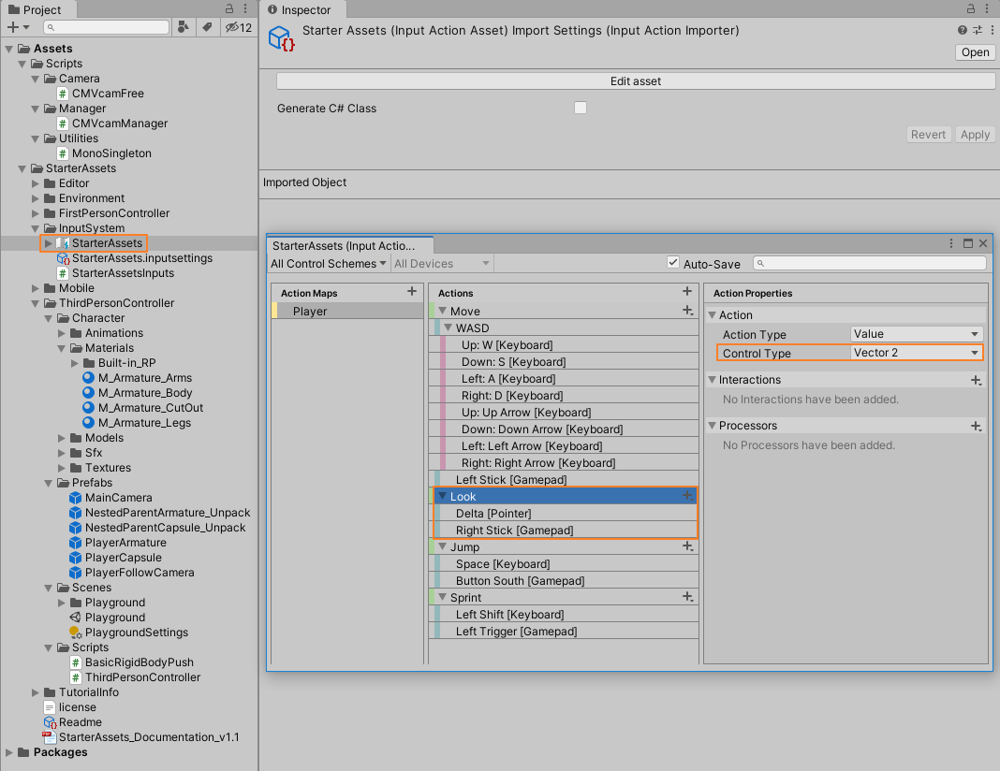 Project
12
Assets
Scripts
Camera
# CMVcamFree
Manager
# CMVcamManager
Utilities
# MonoSingleton
StarterAssets
Editor
Environment
FirstPersonController
InputSystem
StarterAssets
StarterAssets.inputsettings
# StarterAssetsInputs
Mobile
ThirdPersonController
Character
Animations
Materials
Built-in_RP
M_Armature_Arms
M_Armature_Body
M_Armature_CutOut
M_Armature_Legs
Models
Sfx
Textures
Prefabs
MainCamera
NestedParentArmature_Unpack
NestedParentCapsule_Unpack
PlayerArmature
PlayerCapsule
PlayerFollowCamera
Scenes
Playground
Playground
PlaygroundSettings
Scripts
# BasicRigidBodyPush
# ThirdPersonController
TutorialInfo
license
Readme
StarterAssets_Documentation_v1.1
Packages
Inspector
Starter Assets (Input Action Asset) Import Settings (Input Action Importer)
Open
Edit asset
Generate C# Class
Revert Apply
Imported Object
StarterAssets (Input Actio...
All Control Schemes All Devices Auto-Save
Action Maps
Player
Actions
Move
WASD
Up: W [Keyboard]
Down: S [Keyboard]
Left: A [Keyboard]
Right: D [Keyboard]
Up: Up Arrow [Keyboard]
Down: Down Arrow [Keyboard]
Left: Left Arrow [Keyboard]
Right: Right Arrow [Keyboard]
Left Stick [Gamepad]
Look
Delta [Pointer]
Right Stick [Gamepad]
Jump
Space [Keyboard]
Button South [Gamepad]
Sprint
Left Shift [Keyboard]
Left Trigger [Gamepad]
Action Properties
Action
Action Type Value
Control Type Vector 2
Interactions
No Interactions have been added.
Processors
No Processors have been added.